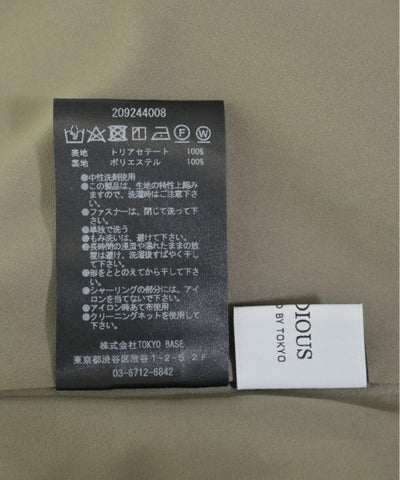 209244008
表地 トリアセテート 100%
裏地 ポリエステル 100%
●中性洗剤使用
●この製品は、生地の特性上縮み
ますので、洗濯時はご注意下さ
い。
●ファスナーは、閉じて洗って下
さい。
●単独で洗う
●もみ洗いは、避けて下さい。
●長時間の浸漬や濡れたままの放
置は避け、洗濯後すばやく干し
て下さい。
●形をととのえてから干して下さ
い。
●シャーリングの部分には、アイ
ロンを当てないで下さい。
●アイロン時あて布使用
●クリーニングネットを使用して
下さい。
株式会社TOKYO BASE
東京都渋谷区渋谷1-2-5 2F
03-6712-6842
DIOUS
D BY TOKYO